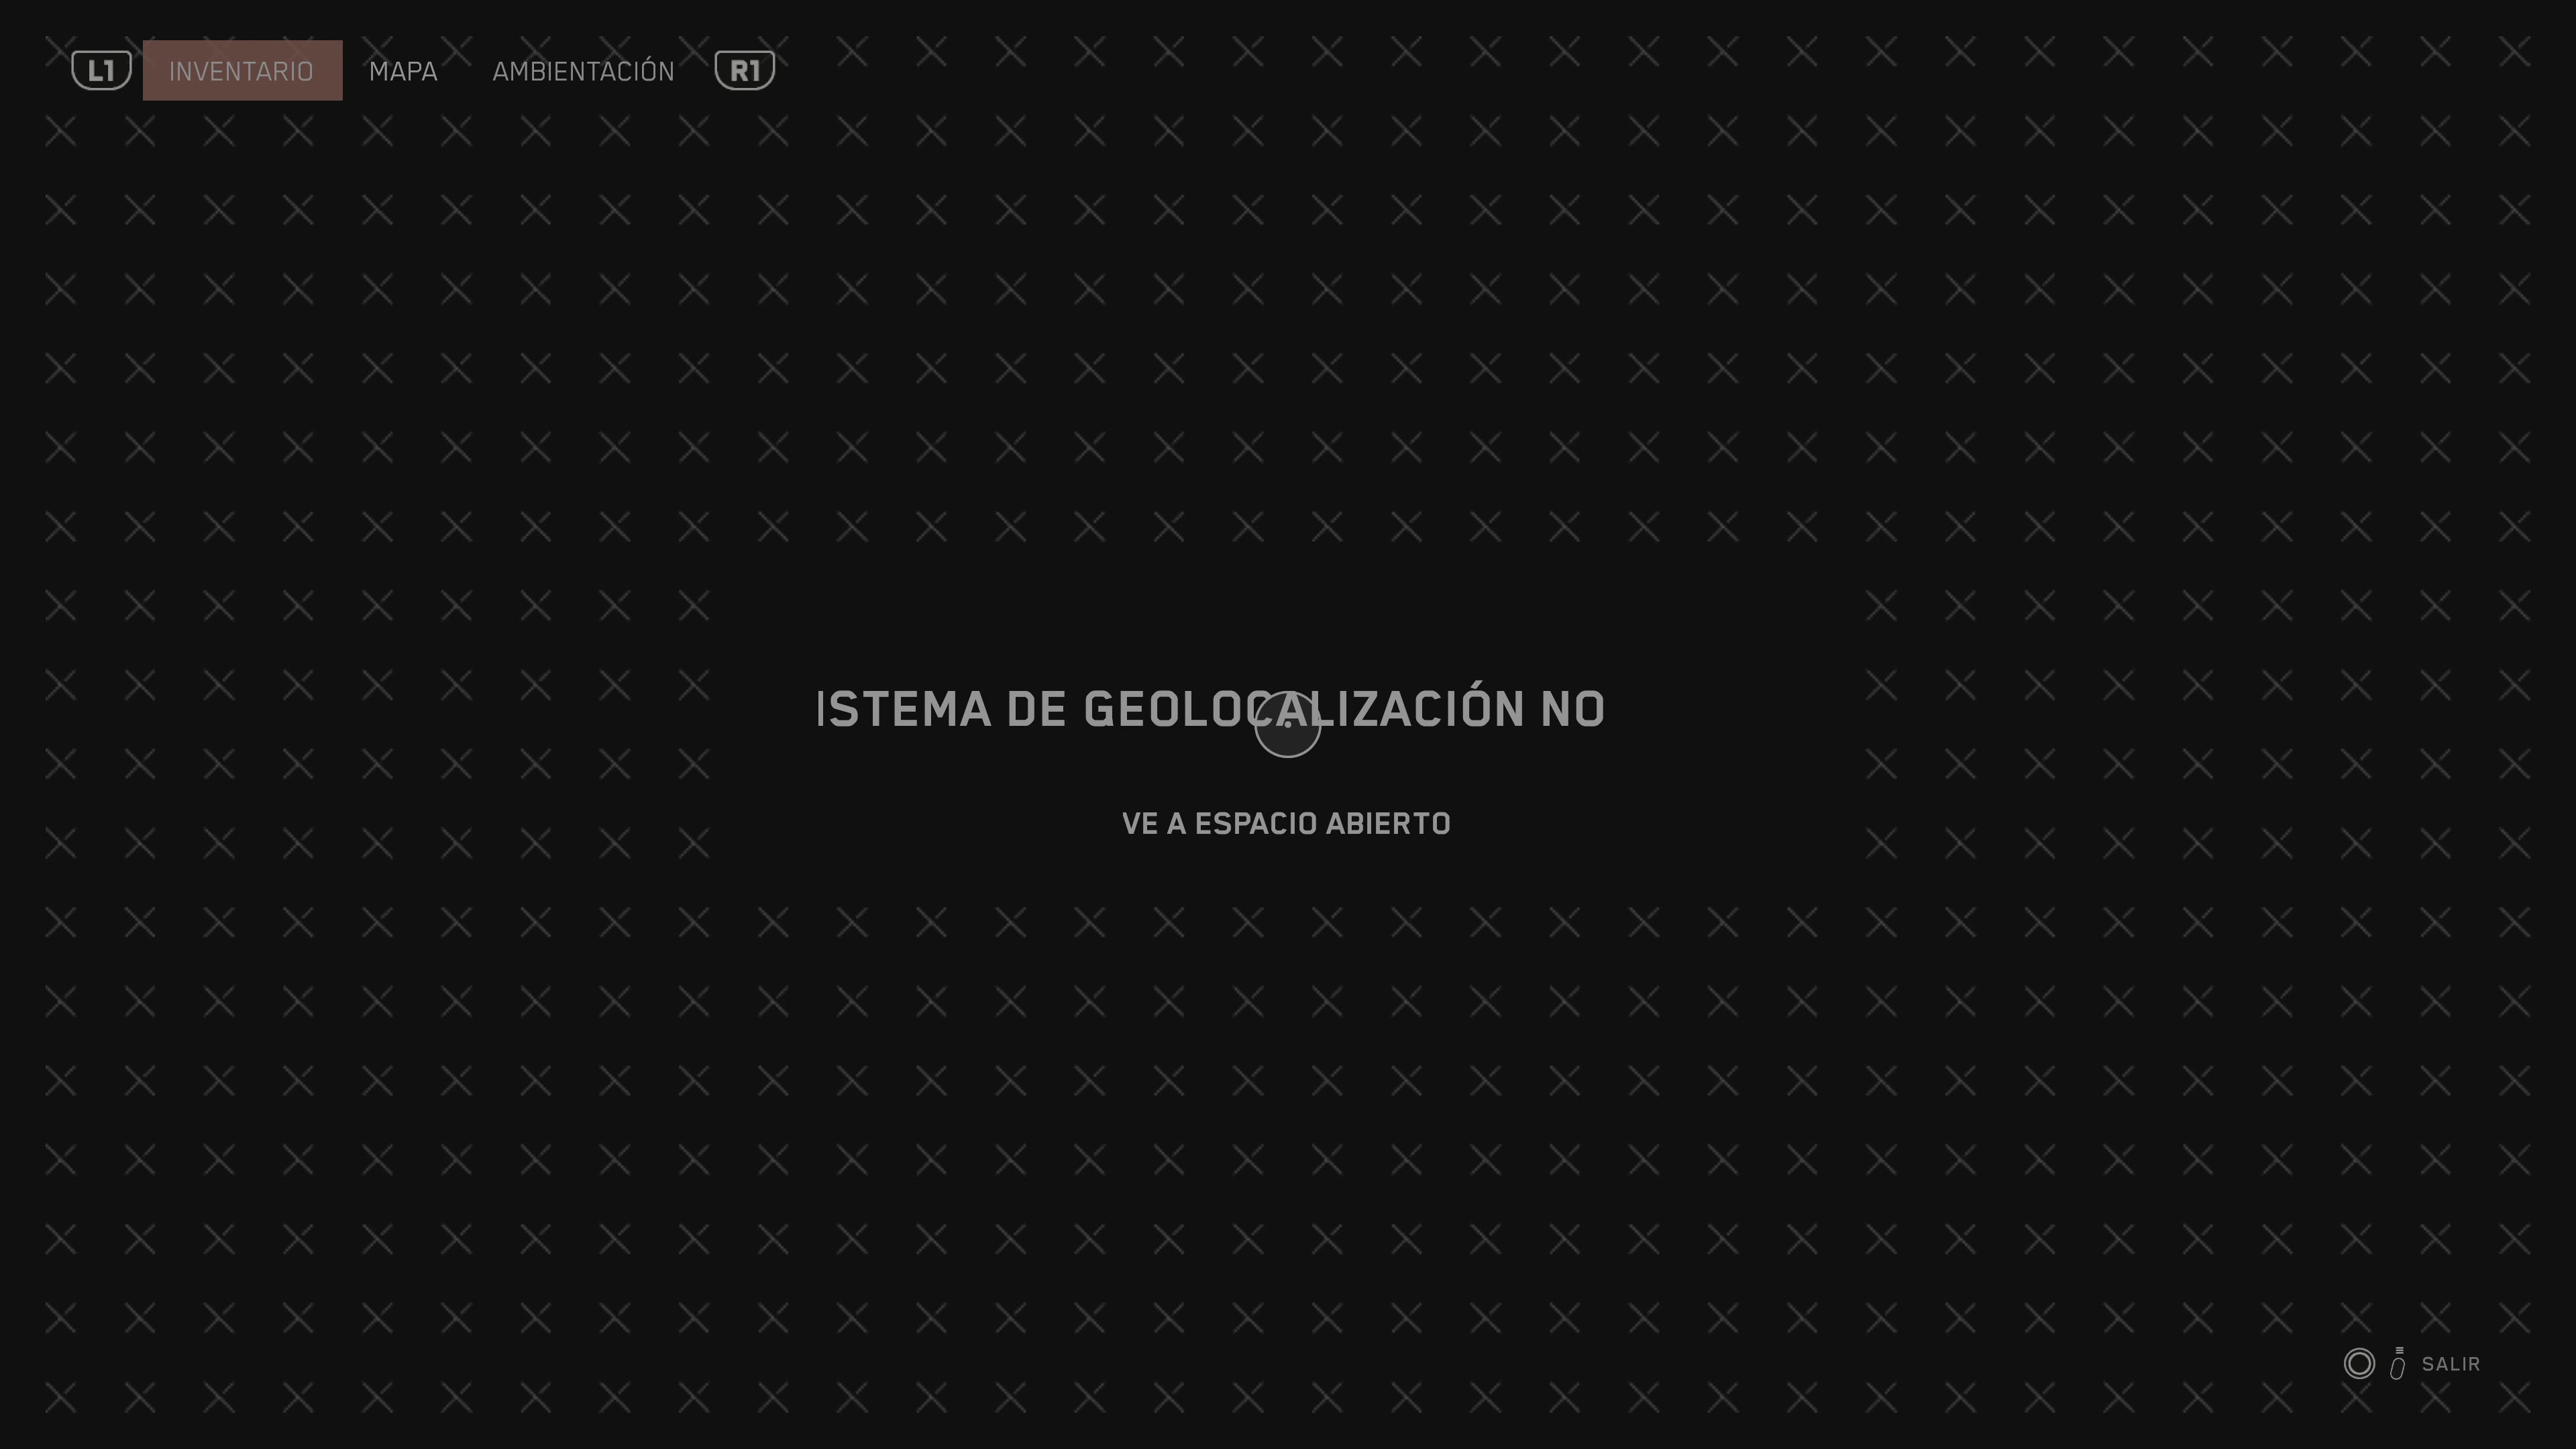 L1 INVENTARIO MAPA AMBIENTACIÓN R1
ISTEMA DE GEOLOCALIZACIÓN NO
VE A ESPACIO ABIERTO
SALIR